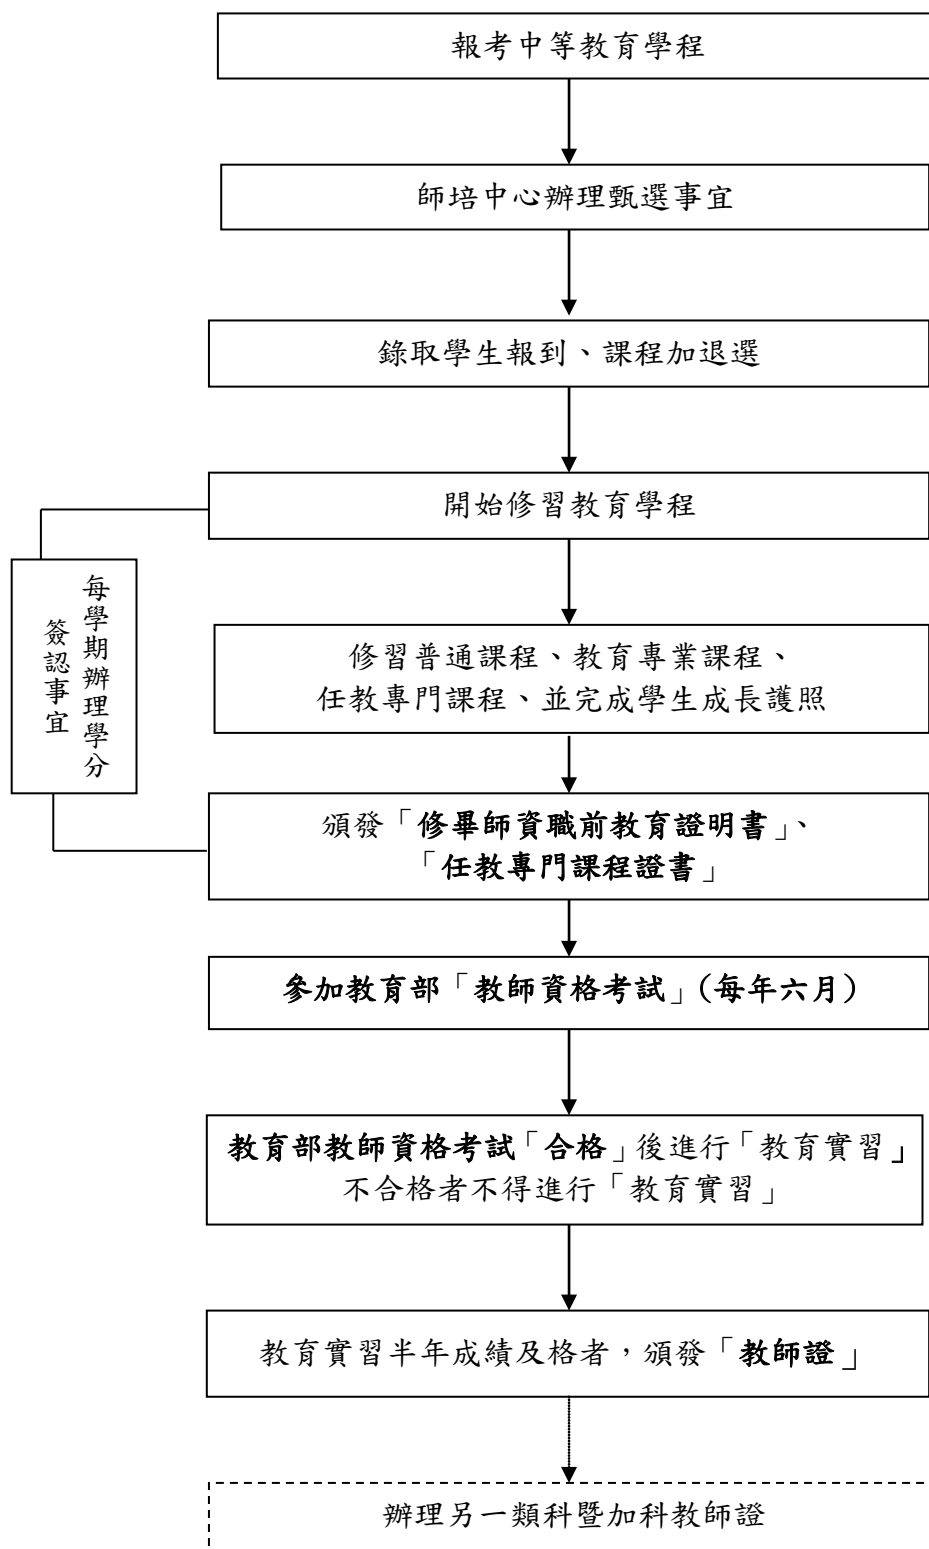 報考中等教育學程
師培中心辦理甄選事宜
錄取學生報到、課程加退選
開始修習教育學程
每學期辦理學分
簽認事宜
修習普通課程、教育專業課程、
任教專門課程、並完成學生成長護照
頒發「修畢師資職前教育證明書」、
「任教專門課程證書」
參加教育部「教師資格考試」(每年六月)
教育部教師資格考試「合格」後進行「教育實習」
不合格者不得進行「教育實習」
教育實習半年成績及格者，頒發「教師證」
辦理另一類科暨加科教師證